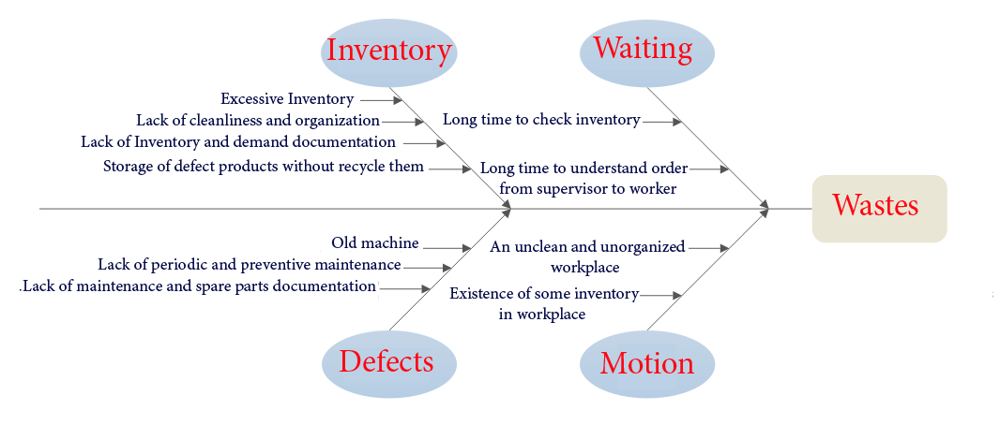 Inventory
Waiting
Excessive Inventory
Lack of cleanliness and organization
Lack of Inventory and demand documentation
Storage of defect products without recycle them
Long time to check inventory
Long time to understand order
from supervisor to worker
Wastes
Old machine
Lack of periodic and preventive maintenance
.Lack of maintenance and spare parts documentation
An unclean and unorganized
workplace
Existence of some inventory
in workplace
Defects
Motion